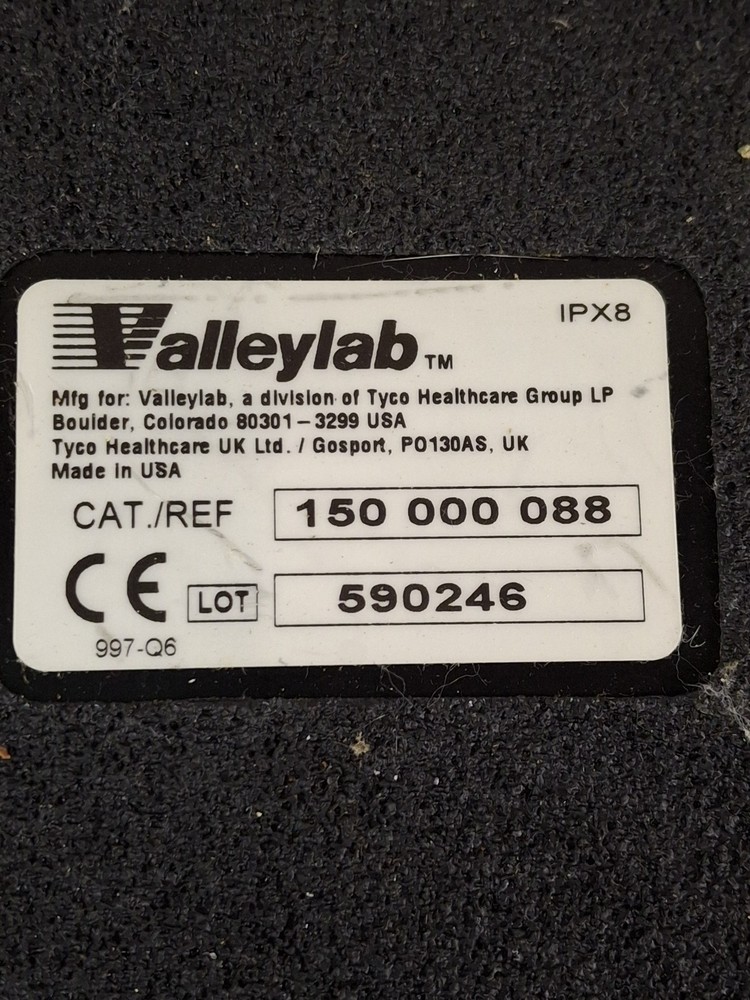 Valleylab™
IPX8
Mfg for: Valleylab, a division of Tyco Healthcare Group LP
Boulder, Colorado 80301-3299 USA
Tyco Healthcare UK Ltd. / Gosport, PO130AS, UK
Made in USA
CAT./REF 150 000 088
CE LOT 590246
997-Q6